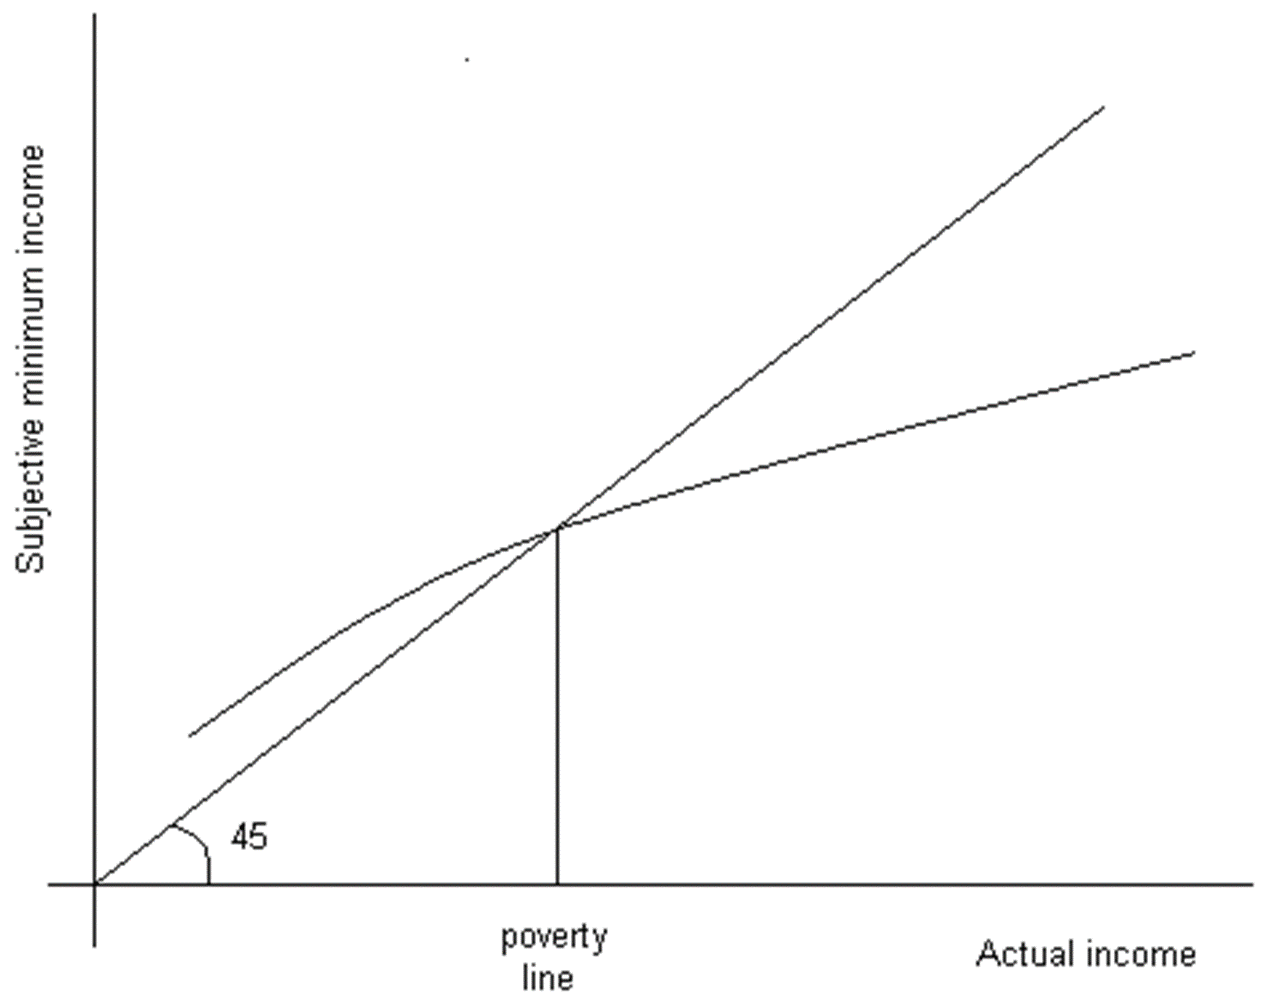 Subjective minimum income
45
poverty
line
Actual income